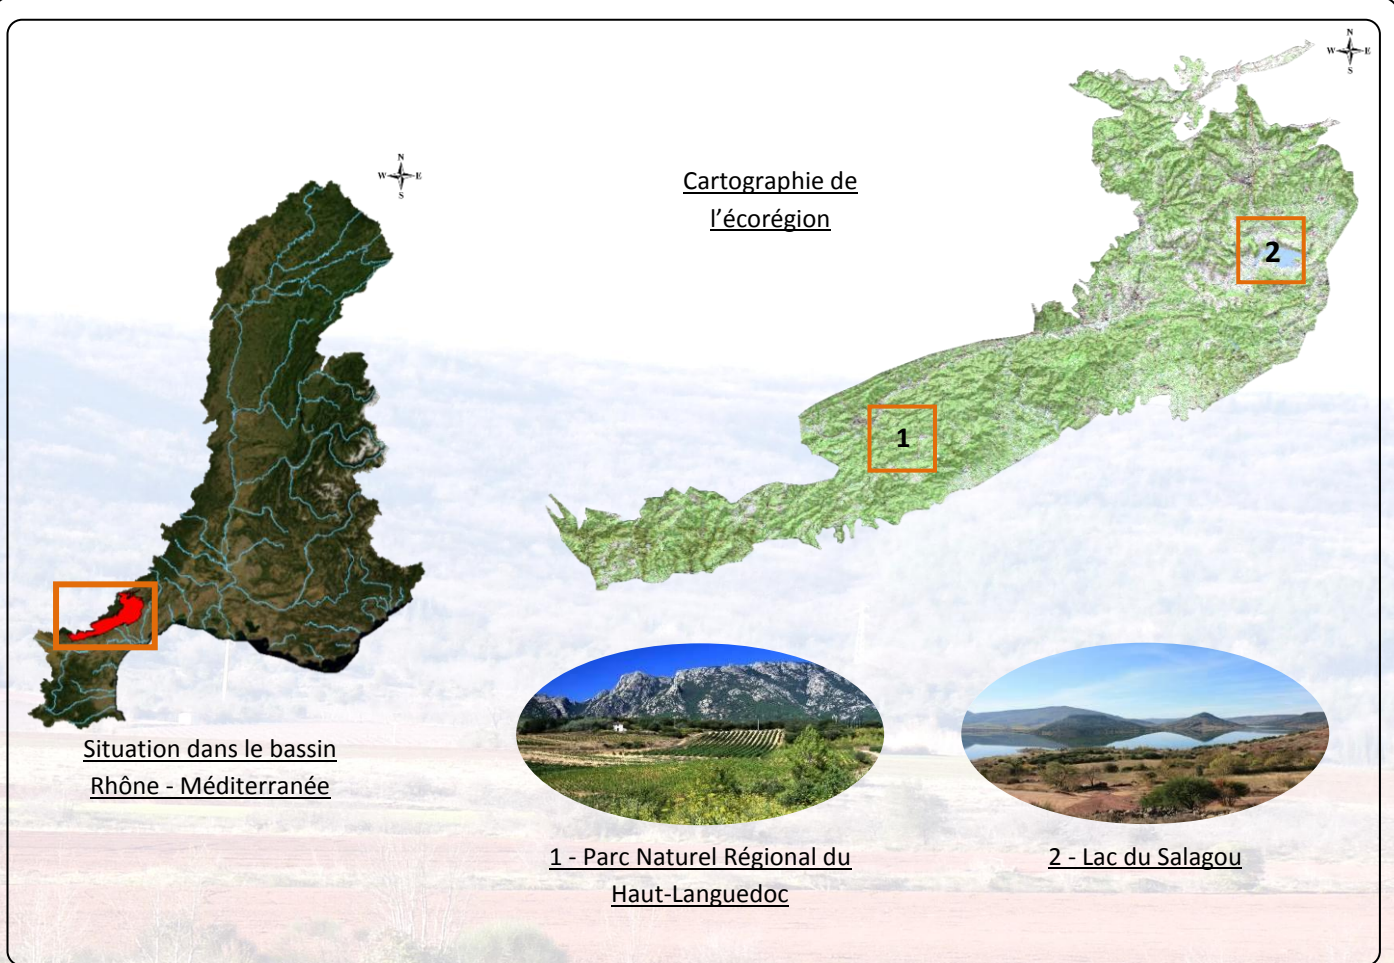 N
W E
S
Cartographie de
l'écorégion
2
1
N
W E
S
Situation dans le bassin
Rhône - Méditerranée
1 - Parc Naturel Régional du
Haut-Languedoc
2 - Lac du Salagou